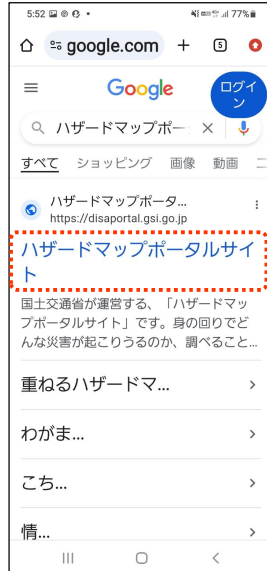 5:52 77%
google.com + 5
Google
ログイ
ン
ハザードマップポー
すべて ショッピング 画像 動画 ニ
ハザードマップポータ...
https://disaportal.gsi.go.jp
ハザードマップポータルサイ
ト
国土交通省が運営する、「ハザードマッ
プポータルサイト」です。身の回りでど
んな災害が起こりうるのか、調べること...
重ねるハザードマ...
わがま...
こち...
情...